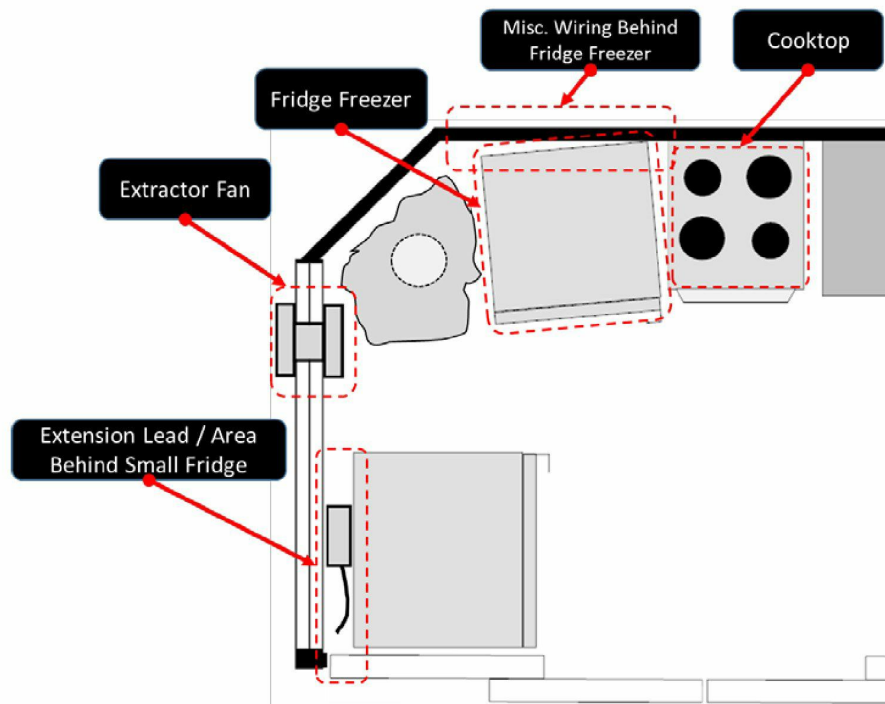 Misc. Wiring Behind
Fridge Freezer
Cooktop
Fridge Freezer
Extractor Fan
Extension Lead / Area
Behind Small Fridge